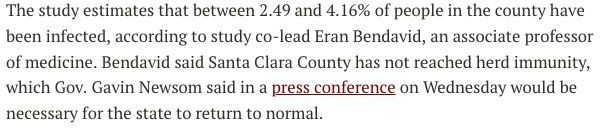 The study estimates that between 2.49 and 4.16% of people in the county have
been infected, according to study co-lead Eran Bendavid, an associate professor
of medicine. Bendavid said Santa Clara County has not reached herd immunity,
which Gov. Gavin Newsom said in a press conference on Wednesday would be
necessary for the state to return to normal.